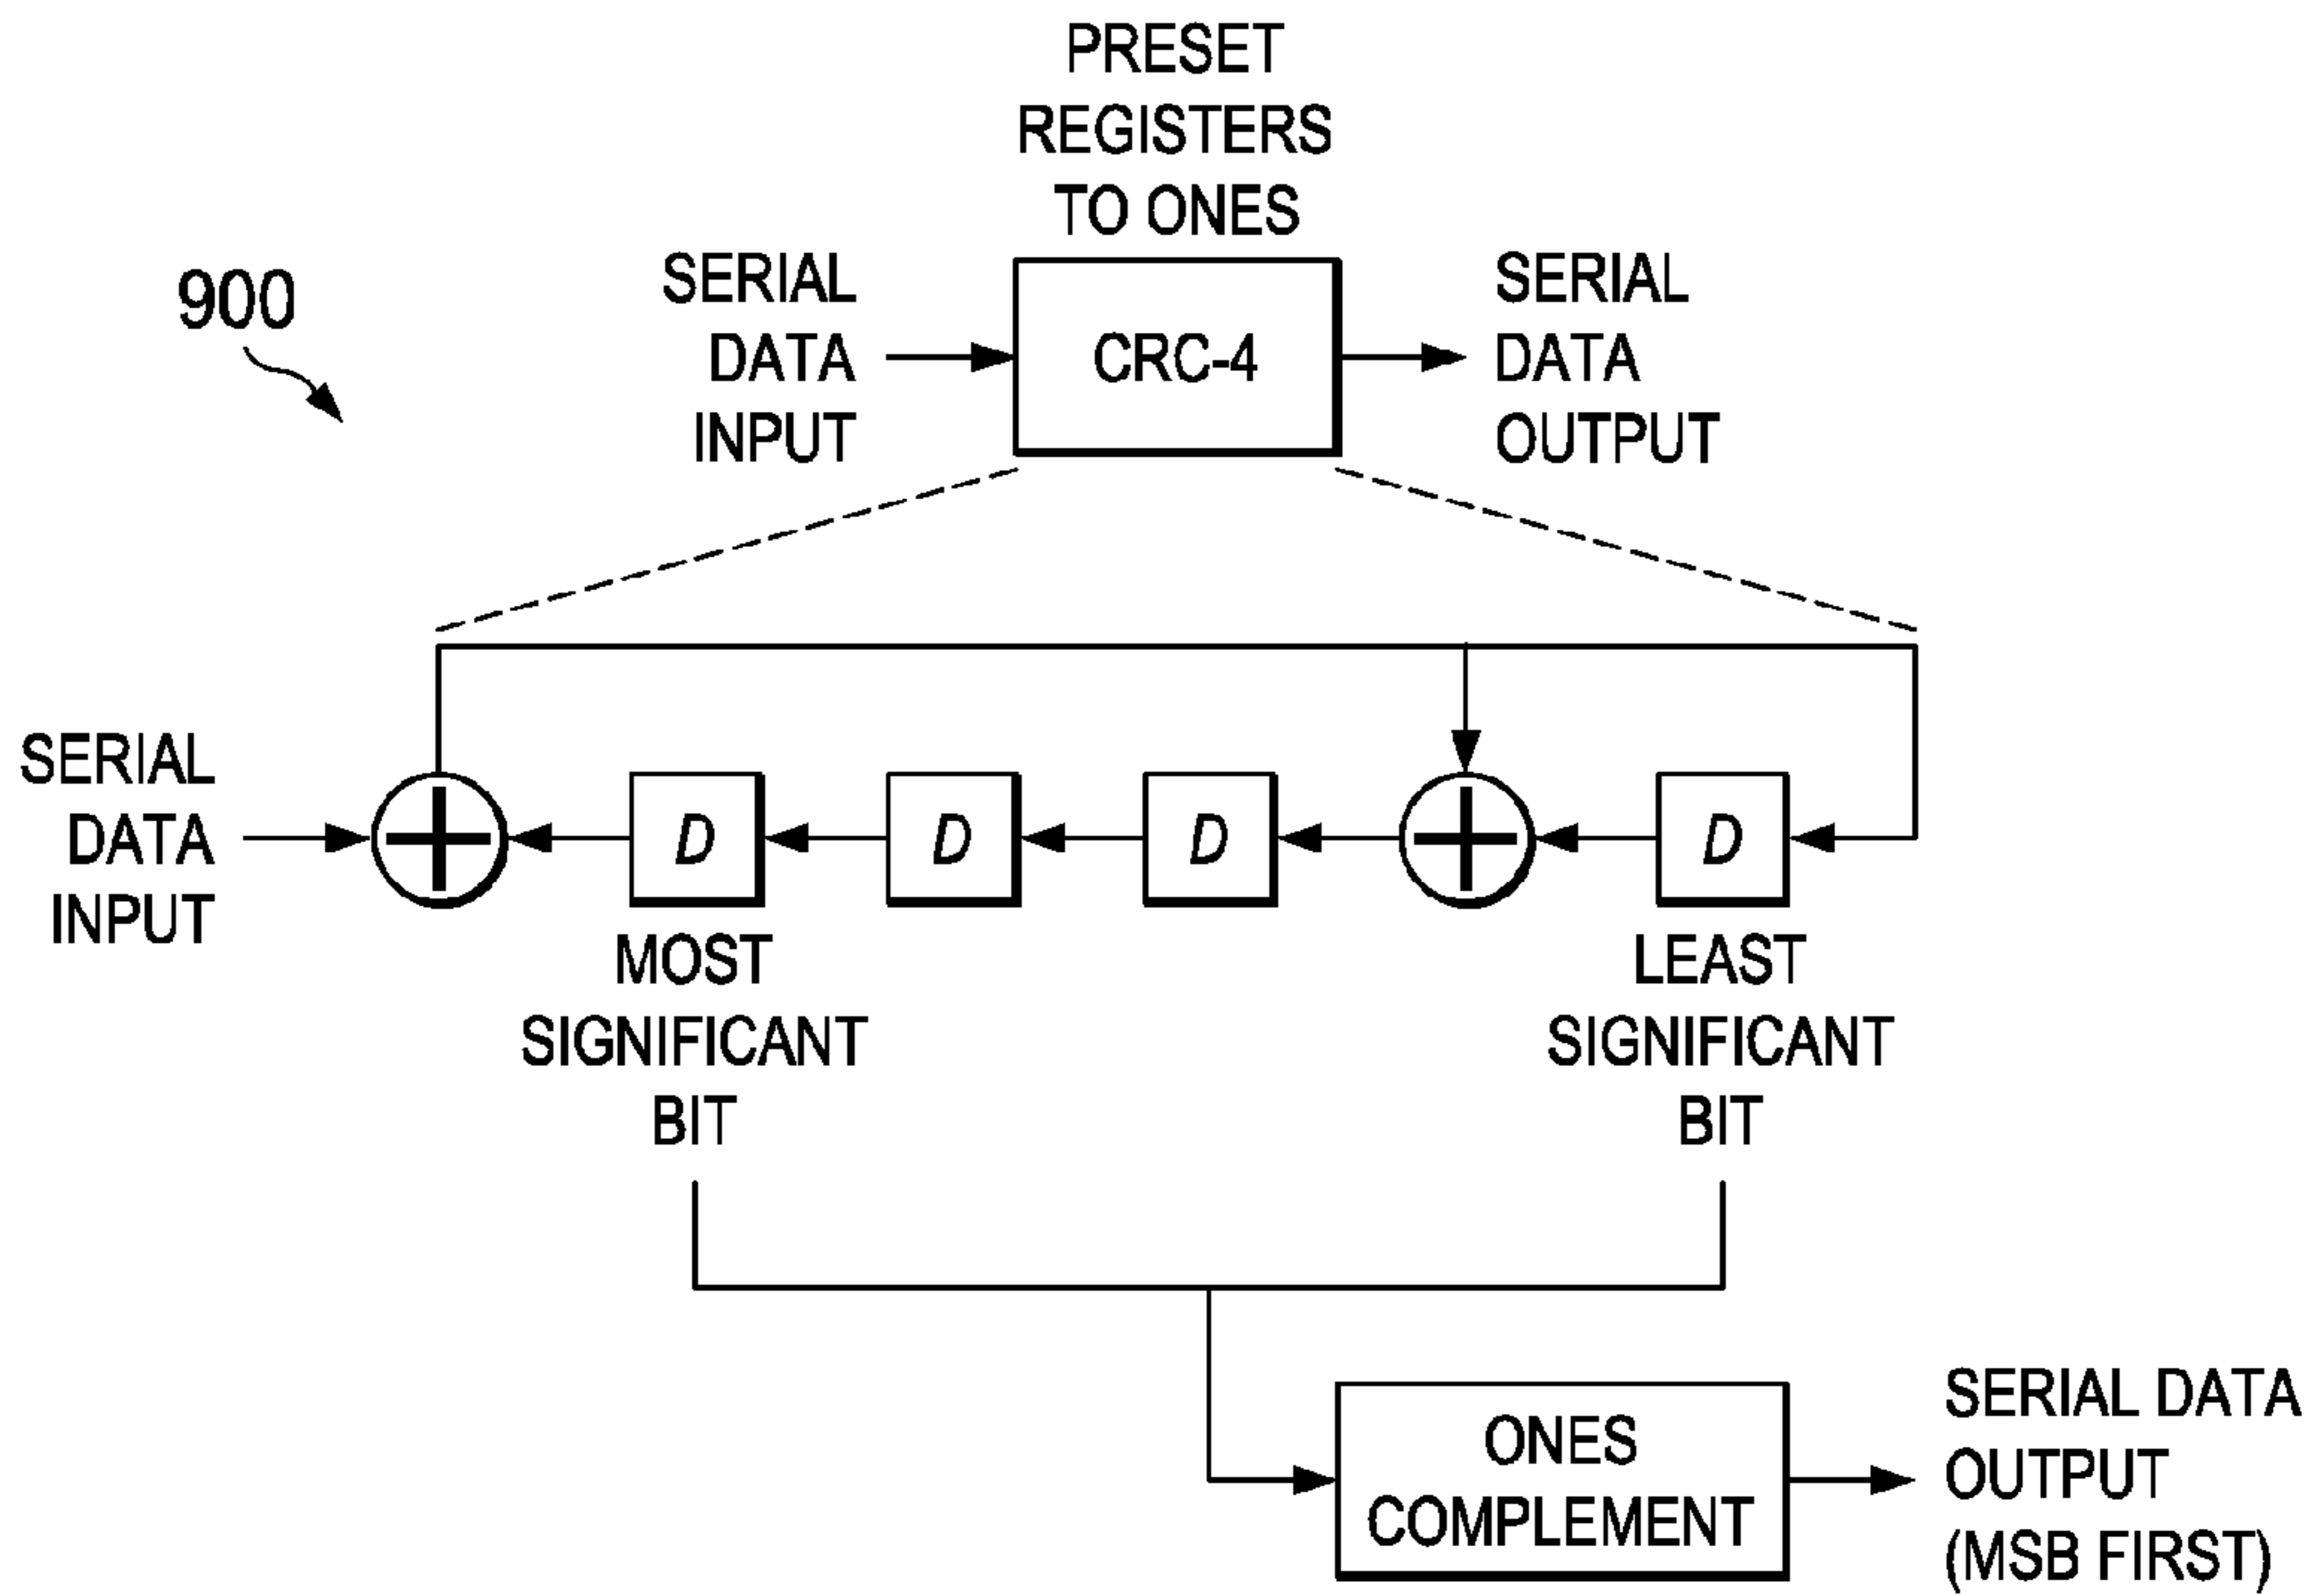 PRESET
REGISTERS
TO ONES
900
SERIAL
DATA
INPUT
CRC-4
SERIAL
DATA
OUTPUT
SERIAL
DATA
INPUT
D
D
D
D
MOST
SIGNIFICANT
BIT
LEAST
SIGNIFICANT
BIT
ONES
COMPLEMENT
SERIAL DATA
OUTPUT
(MSB FIRST)